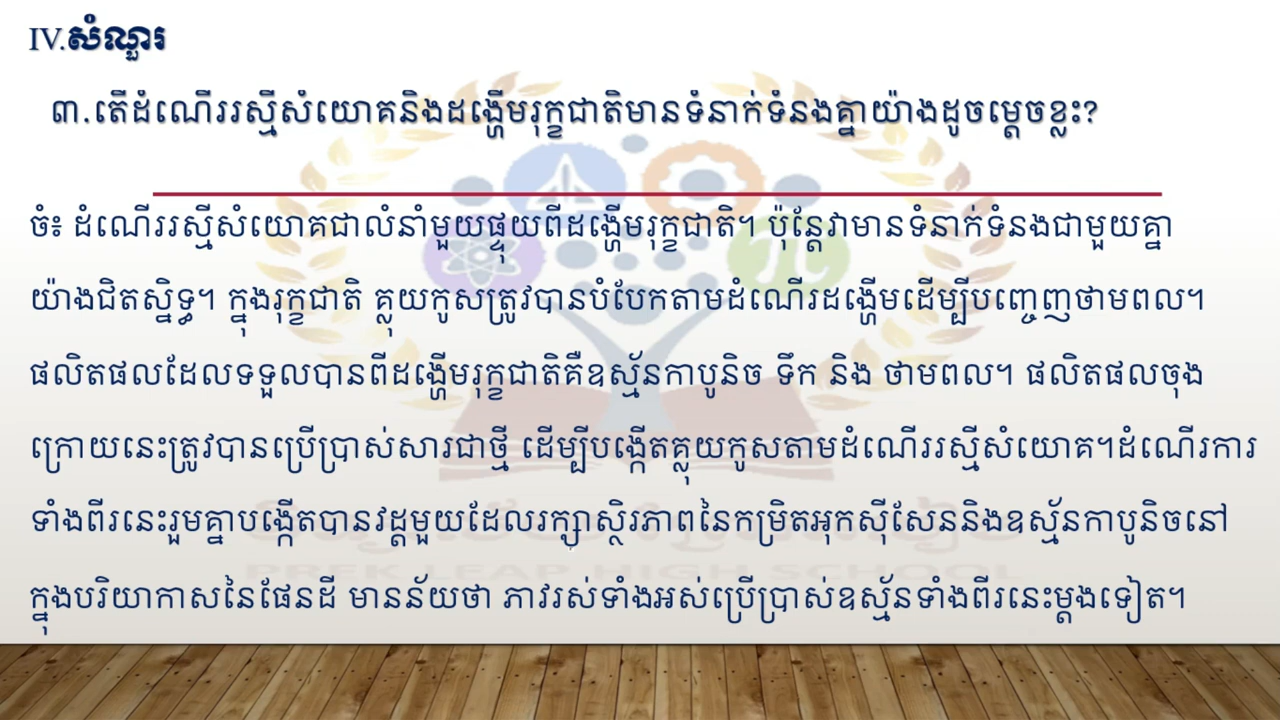 IV.សំណួរ
៣.តើដំណើររស្មីសំយោគនិងដង្ហើមរុក្ខជាតិមានទំនាក់ទំនងគ្នាយ៉ាងដូចម្ដេចខ្លះ?
ចំ៖ ដំណើររស្មីសំយោគជាលំនាំមួយផ្ទុយពីដង្ហើមរុក្ខជាតិ។ ប៉ុន្តែវាមានទំនាក់ទំនងជាមួយគ្នា
យ៉ាងជិតស្និទ្ធ។ ក្នុងរុក្ខជាតិ គ្លុយកូសត្រូវបានបំបែកតាមដំណើរដង្ហើមដើម្បីបញ្ចេញថាមពល។
ផលិតផលដែលទទួលបានពីដង្ហើមរុក្ខជាតិគឺឧស្ម័នកាបូនិច ទឹក និង ថាមពល។ ផលិតផលចុង
ក្រោយនេះត្រូវបានប្រើប្រាស់សារជាថ្មី ដើម្បីបង្កើតគ្លុយកូសតាមដំណើររស្មីសំយោគ។ដំណើរការ
ទាំងពីរនេះរួមគ្នាបង្កើតបានវដ្ដមួយដែលរក្សាស្ថិរភាពនៃកម្រិតអុកស៊ីសែននិងឧស្ម័នកាបូនិចនៅ
ក្នុងបរិយាកាសនៃផែនដី មានន័យថា ភាវរស់ទាំងអស់ប្រើប្រាស់ឧស្ម័នទាំងពីរនេះម្ដងទៀត។
PREK LEAP HIGH SCHOOL